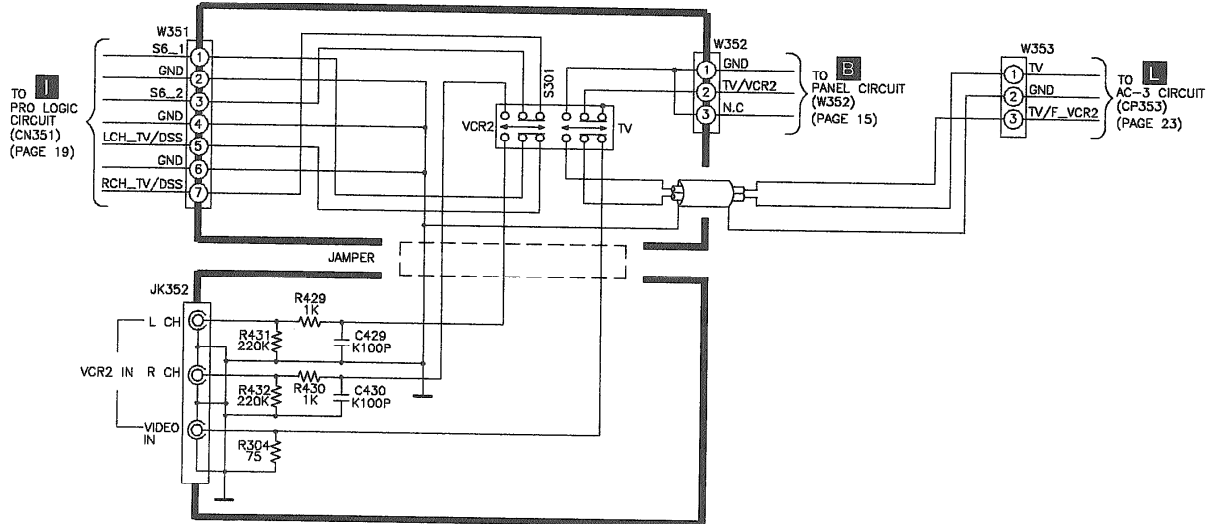 W351
S6_1
1
GND
2
S6_2
3
GND
4
LCH_TV/DSS
5
GND
6
RCH_TV/DSS
7
TO I
PRO LOGIC
CIRCUIT
(CN351)
(PAGE 19)
S301
VCR2
TV
W352
1
GND
2
TV/VCR2
3
N.C
TO B
PANEL CIRCUIT
(W352)
(PAGE 15)
W353
1
TV
2
GND
3
TV/F_VCR2
TO L
AC-3 CIRCUIT
(CP353)
(PAGE 23)
JAMPER
JK352
L CH
VCR2 IN R CH
VIDEO
IN
R429
1K
R431
220K
C429
K100P
R432
220K
R430
1K
C430
K100P
R304
75